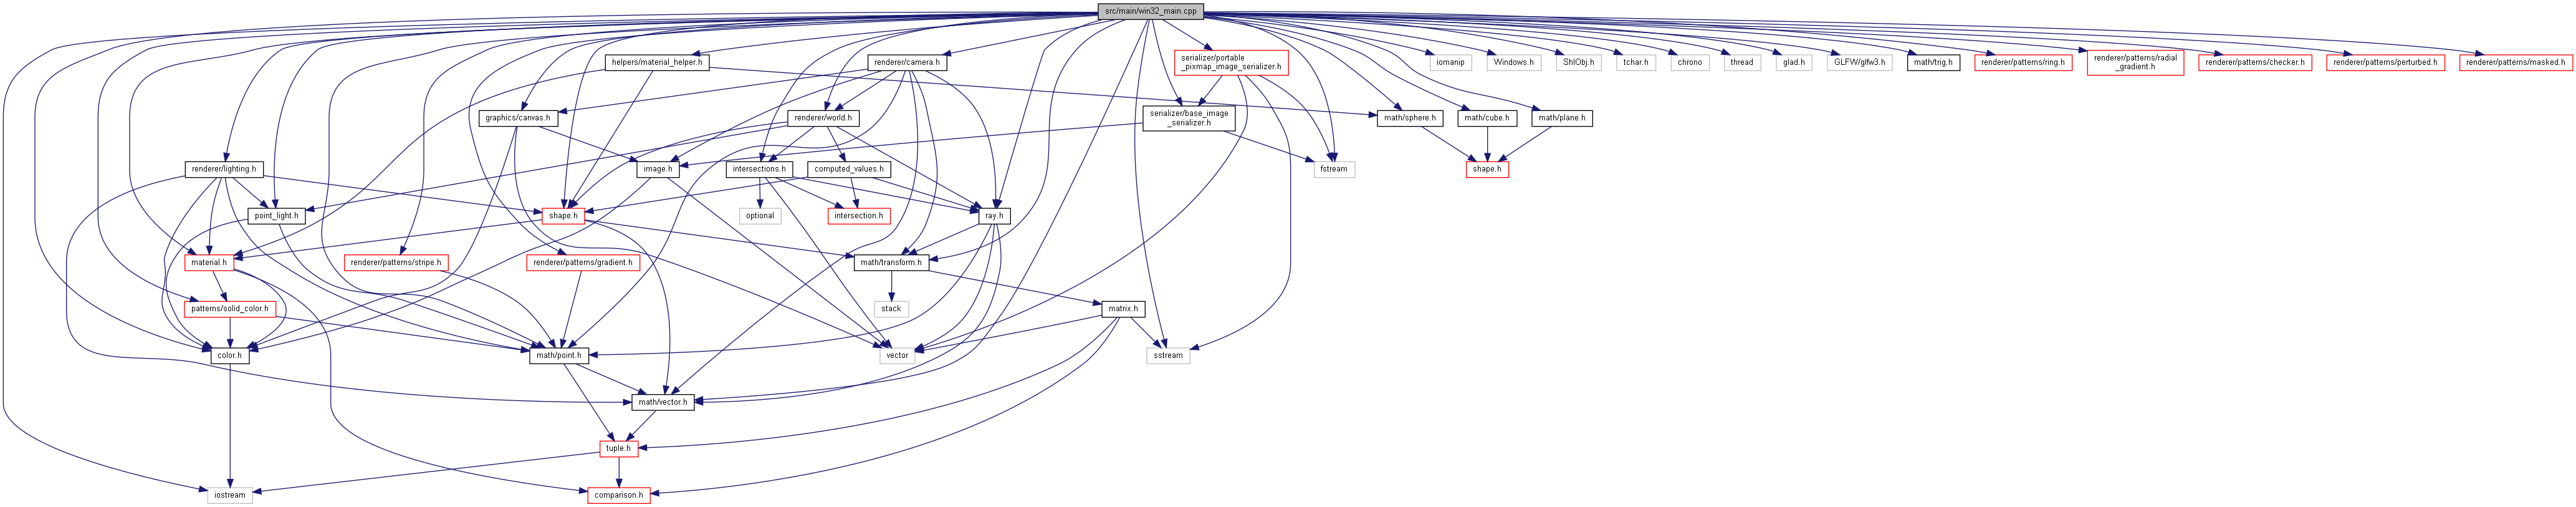 src/main/win32_main.cpp
helpers/material_helper.h
renderer/camera.h
serializer/portable
_pixmap_image_serializer.h
iomanip
Windows.h
ShlObj.h
tchar.h
chrono
thread
glad.h
GLFW/glfw3.h
math/trig.h
renderer/patterns/ring.h
renderer/patterns/radial
_gradient.h
renderer/patterns/checker.h
renderer/patterns/perturbed.h
renderer/patterns/masked.h
graphics/canvas.h
renderer/world.h
serializer/base_image
_serializer.h
math/sphere.h
math/cube.h
math/plane.h
renderer/lighting.h
image.h
intersections.h
computed_values.h
fstream
shape.h
point_light.h
shape.h
optional
intersection.h
ray.h
material.h
renderer/patterns/stripe.h
renderer/patterns/gradient.h
math/transform.h
patterns/solid_color.h
stack
matrix.h
color.h
math/point.h
vector
sstream
math/vector.h
tuple.h
iostream
comparison.h